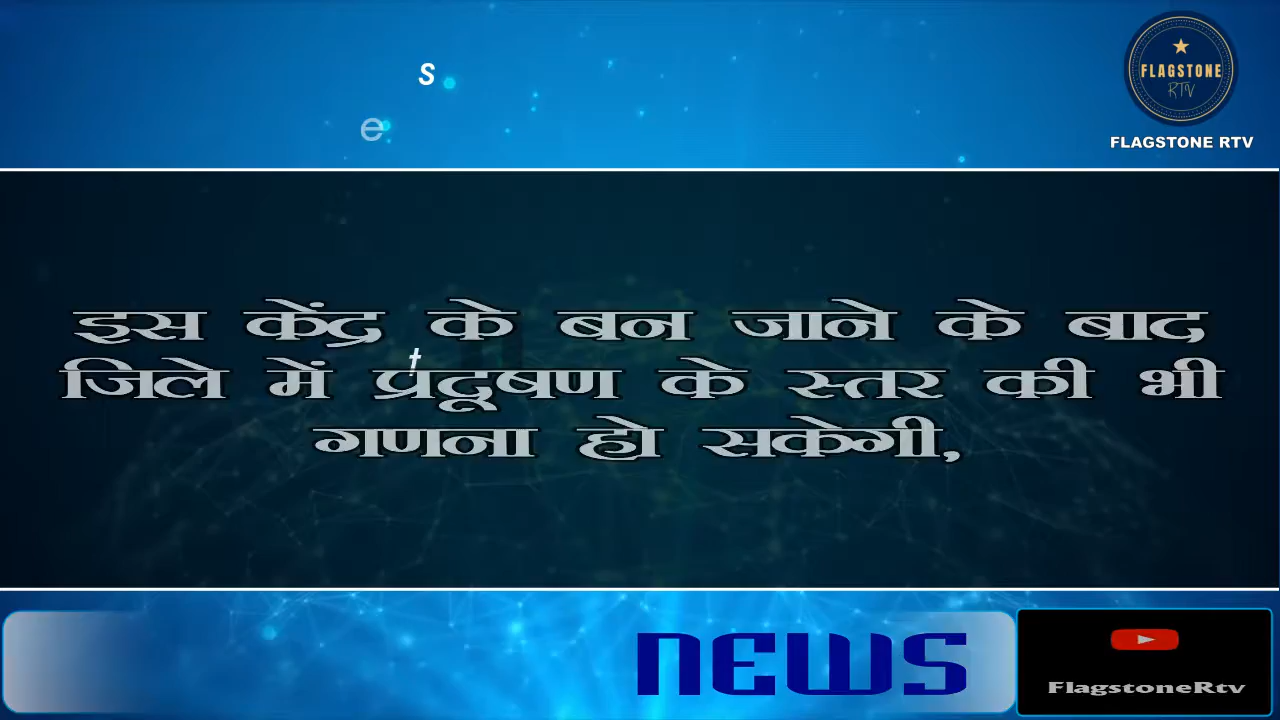 s
e
FLAGSTONE
RTV
FLAGSTONE RTV
इस केंद्र के बन जाने के बाद
जिले में प्रदूषण के स्तर की भी
t
गणना हो सकेगी,
NEWS
FlagstoneRtv